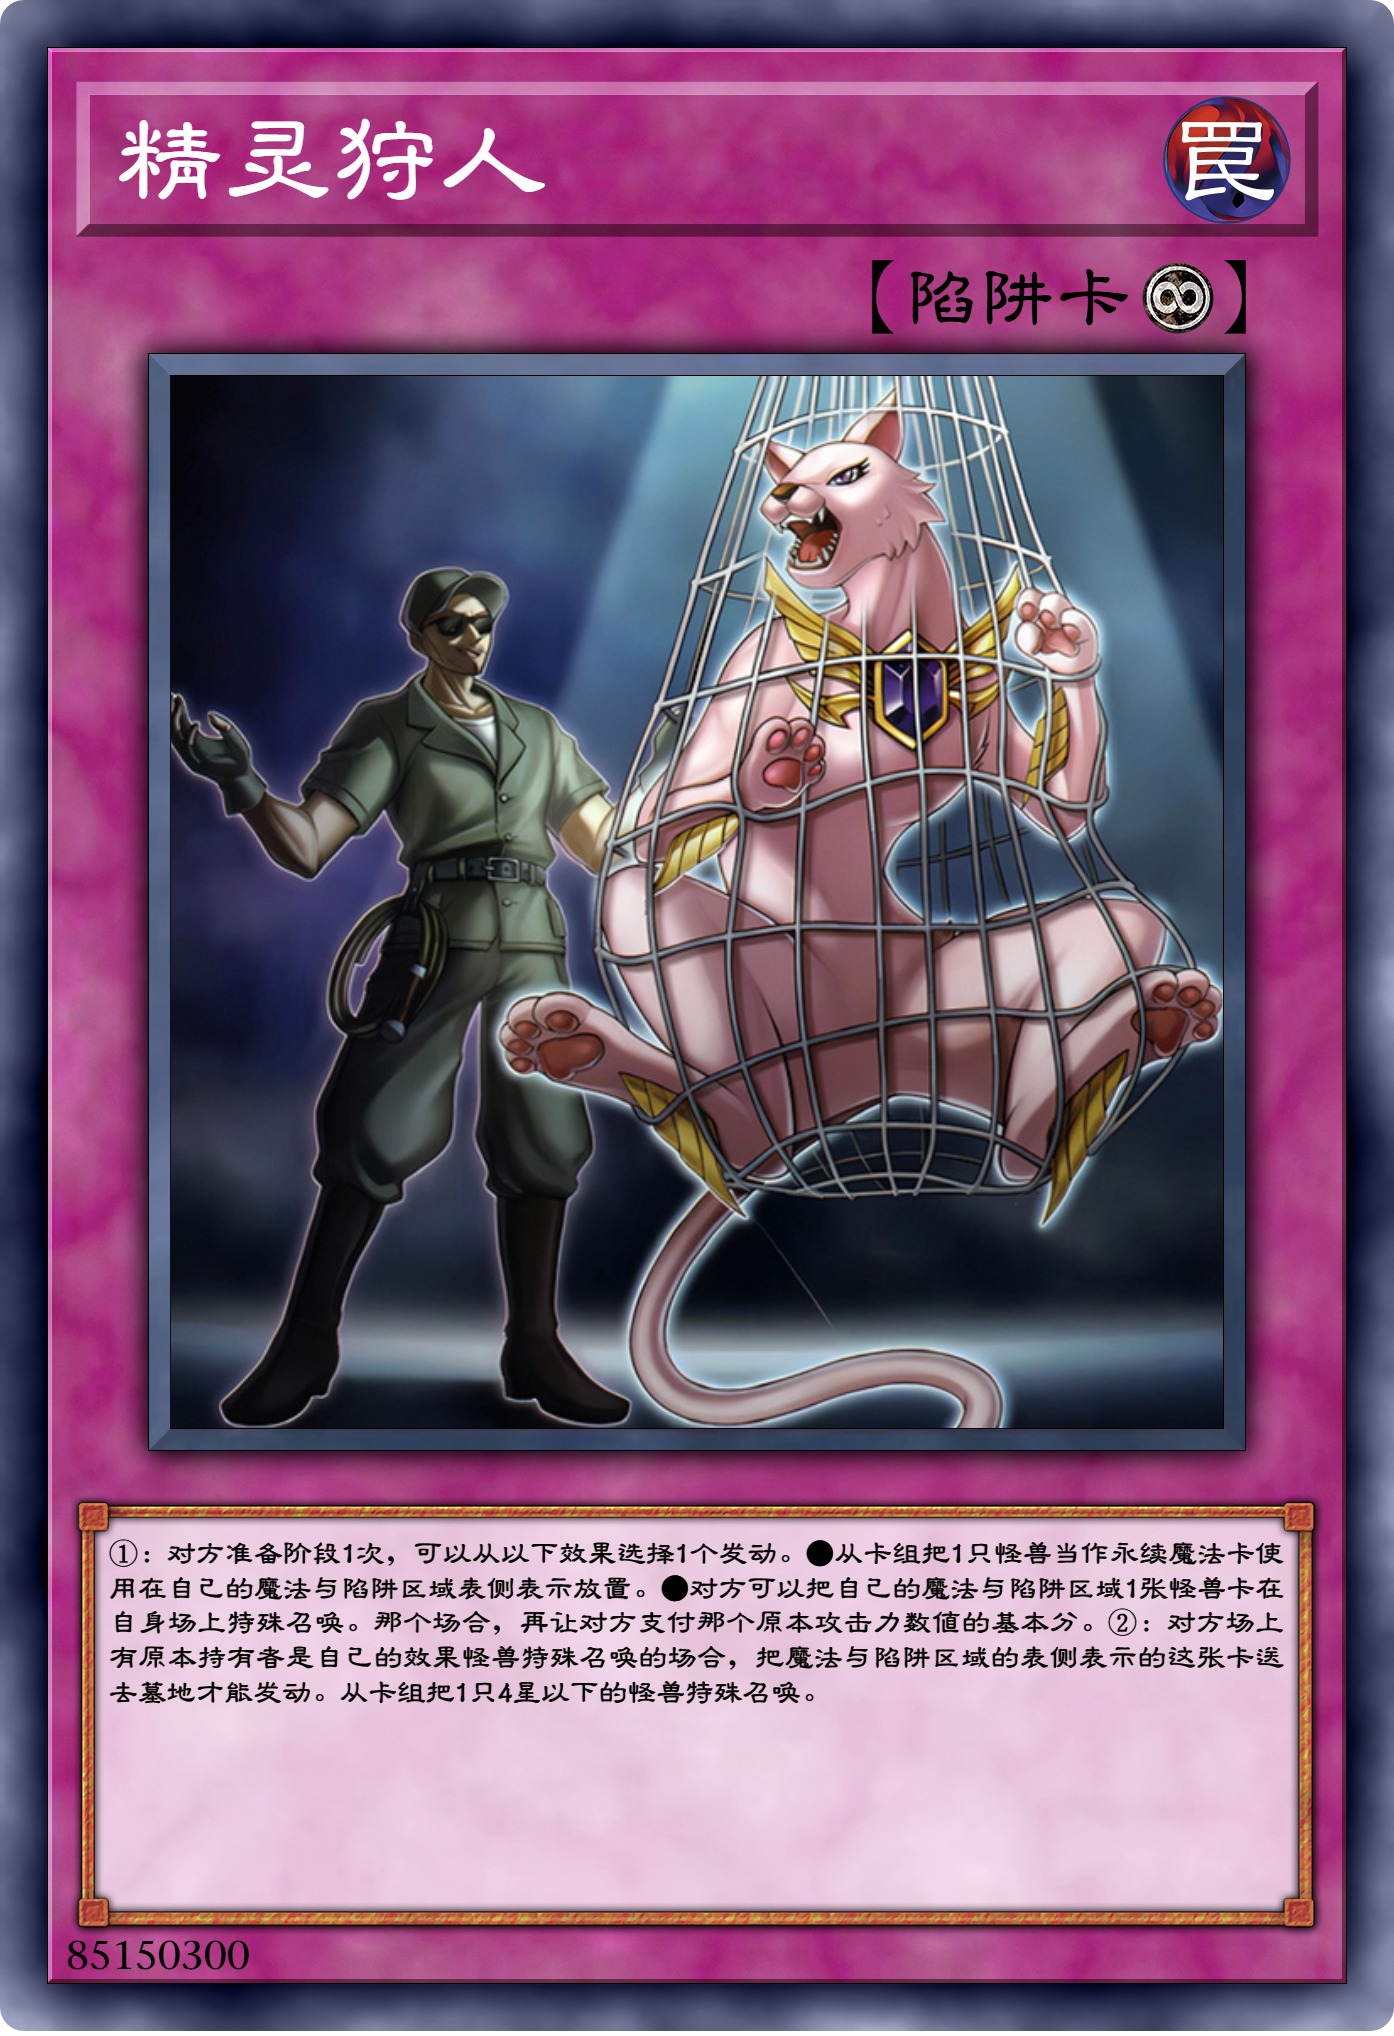 精灵狩人
罠
【陷阱卡】
①：对方准备阶段1次，可以从以下效果选择1个发动。●从卡组把1只怪兽当作永续魔法卡使
用在自己的魔法与陷阱区域表侧表示放置。●对方可以把自己的魔法与陷阱区域1张怪兽卡在
自身场上特殊召唤。那个场合，再让对方支付那个原本攻击力数值的基本分。②：对方场上
有原本持有者是自己的效果怪兽特殊召唤的场合，把魔法与陷阱区域的表侧表示的这张卡送
去墓地才能发动。从卡组把1只4星以下的怪兽特殊召唤。
85150300